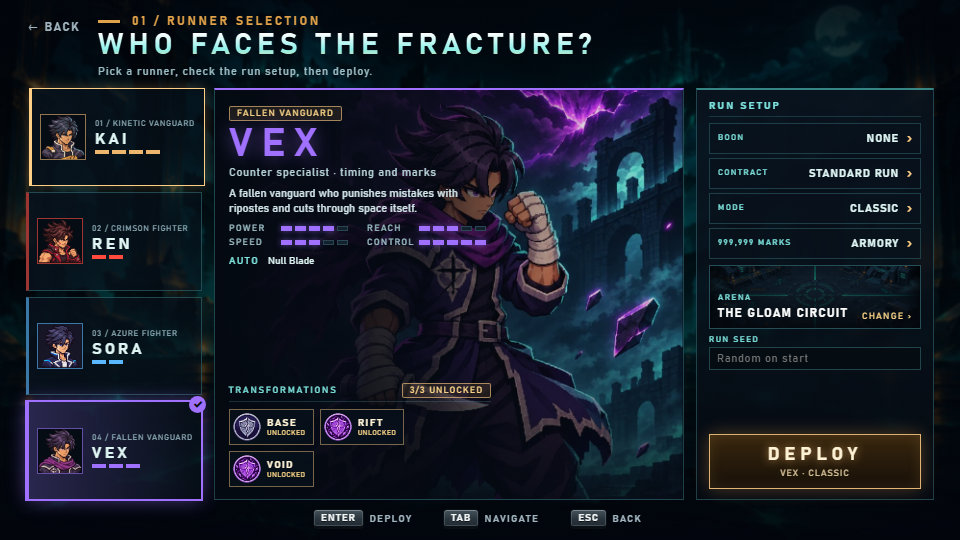 ← BACK
01 / RUNNER SELECTION
WHO FACES THE FRACTURE?
Pick a runner, check the run setup, then deploy.
01 / KINETIC VANGUARD
KAI
02 / CRIMSON FIGHTER
REN
03 / AZURE FIGHTER
SORA
04 / FALLEN VANGUARD
VEX
FALLEN VANGUARD
VEX
Counter specialist · timing and marks
A fallen vanguard who punishes mistakes with
ripostes and cuts through space itself.
POWER REACH
SPEED CONTROL
AUTO Null Blade
TRANSFORMATIONS 3/3 UNLOCKED
BASE
UNLOCKED
RIFT
UNLOCKED
VOID
UNLOCKED
RUN SETUP
BOON NONE ›
CONTRACT STANDARD RUN ›
MODE CLASSIC ›
999,999 MARKS ARMORY ›
ARENA
THE GLOAM CIRCUIT CHANGE ›
RUN SEED
Random on start
DEPLOY
VEX · CLASSIC
ENTER DEPLOY TAB NAVIGATE ESC BACK